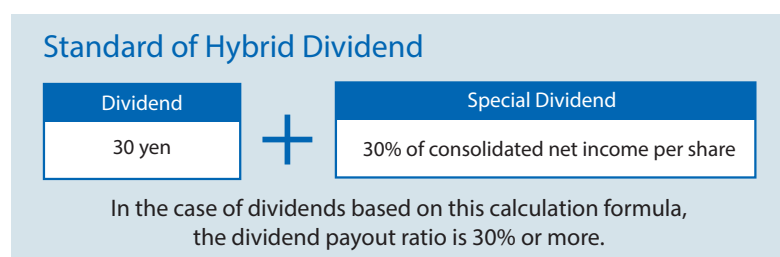 Standard of Hybrid Dividend
Dividend
30 yen
+
Special Dividend
30% of consolidated net income per share
In the case of dividends based on this calculation formula,
the dividend payout ratio is 30% or more.